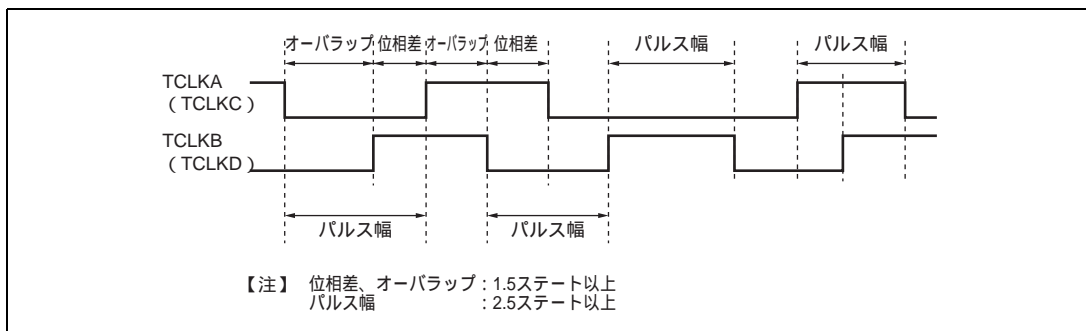 オーバラップ 位相差 オーバラップ 位相差 パルス幅 パルス幅
TCLKA
（TCLKC）
TCLKB
（TCLKD）
パルス幅 パルス幅
【注】 位相差、オーバラップ：1.5ステート以上
パルス幅 ：2.5ステート以上